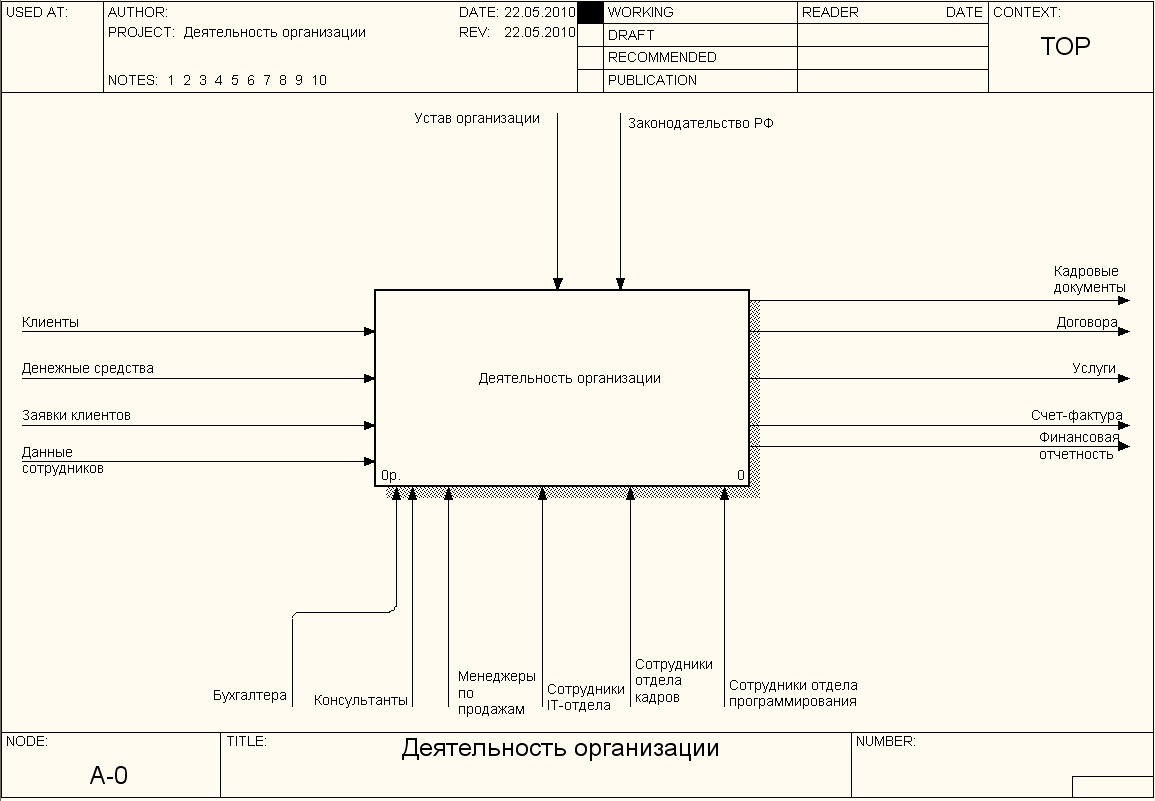 USED AT:
AUTHOR:
DATE: 22.05.2010
PROJECT: Деятельность организации
REV: 22.05.2010
NOTES: 1 2 3 4 5 6 7 8 9 10
WORKING
DRAFT
RECOMMENDED
PUBLICATION
READER
DATE
CONTEXT:
TOP
Устав организации
Законодательство РФ
Клиенты
Денежные средства
Заявки клиентов
Данные
сотрудников
Деятельность организации
0р.
0
Кадровые
документы
Договора
Услуги
Счет-фактура
Финансовая
отчетность
Бухгалтера
Консультанты
Менеджеры
по
продажам
Сотрудники
IT-отдела
Сотрудники
отдела
кадров
Сотрудники отдела
программирования
NODE:
A-0
TITLE:
Деятельность организации
NUMBER: